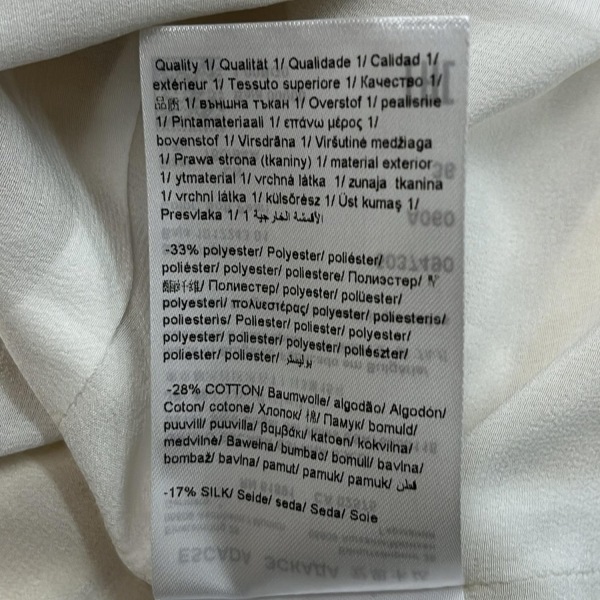 Quality 1/ Qualität 1/ Qualidade 1/ Calidad 1/
extérieur 1/ Tessuto superiore 1/ Качество 1/
品质 1/ външна тъкан 1/ Overstof 1/ pealisriie
1/ Pintamateriaali 1/ επάνω μέρος 1/
bovenstof 1/ Virsdrāna 1/ Viršutinė medžiaga
1/ Prawa strona (tkaniny) 1/ material exterior
1/ ytmaterial 1/ vrchná látka 1/ zunaja tkanina
1/ vrchni látka 1/ külsőrész 1/ Üst kumaş 1/
Presvlaka 1/ الأقمشة الخارجية 1
-33% polyester/ Polyester/ poliéster/
poliéster/ polyester/ poliestere/ Полиэстер/
Полиестер/ polyester/ polüester/
polyesteri/ πολυεστέρας/ polyester/ poliesteris/
poliesteris/ Poliester/ poliester/ polyester/
polyester/ poliester/ polyester/ poliészter/
poliester/ poliester/ بوليستر
-28% COTTON/ Baumwolle/ algodão/ Algodón/
Coton/ cotone/ Хлопок/ 棉/ Памук/ bomuld/
puuvill/ puuvilla/ βαμβάκι/ katoen/ kokvilna/
medvilnė/ Bawełna/ bumbac/ bomull/ bavlna/
bombaž/ bavlna/ pamut/ pamuk/ pamuk/ قطن
-17% SILK/ Seide/ seda/ Seda/ Soie
ESCADA ЭСКАДА